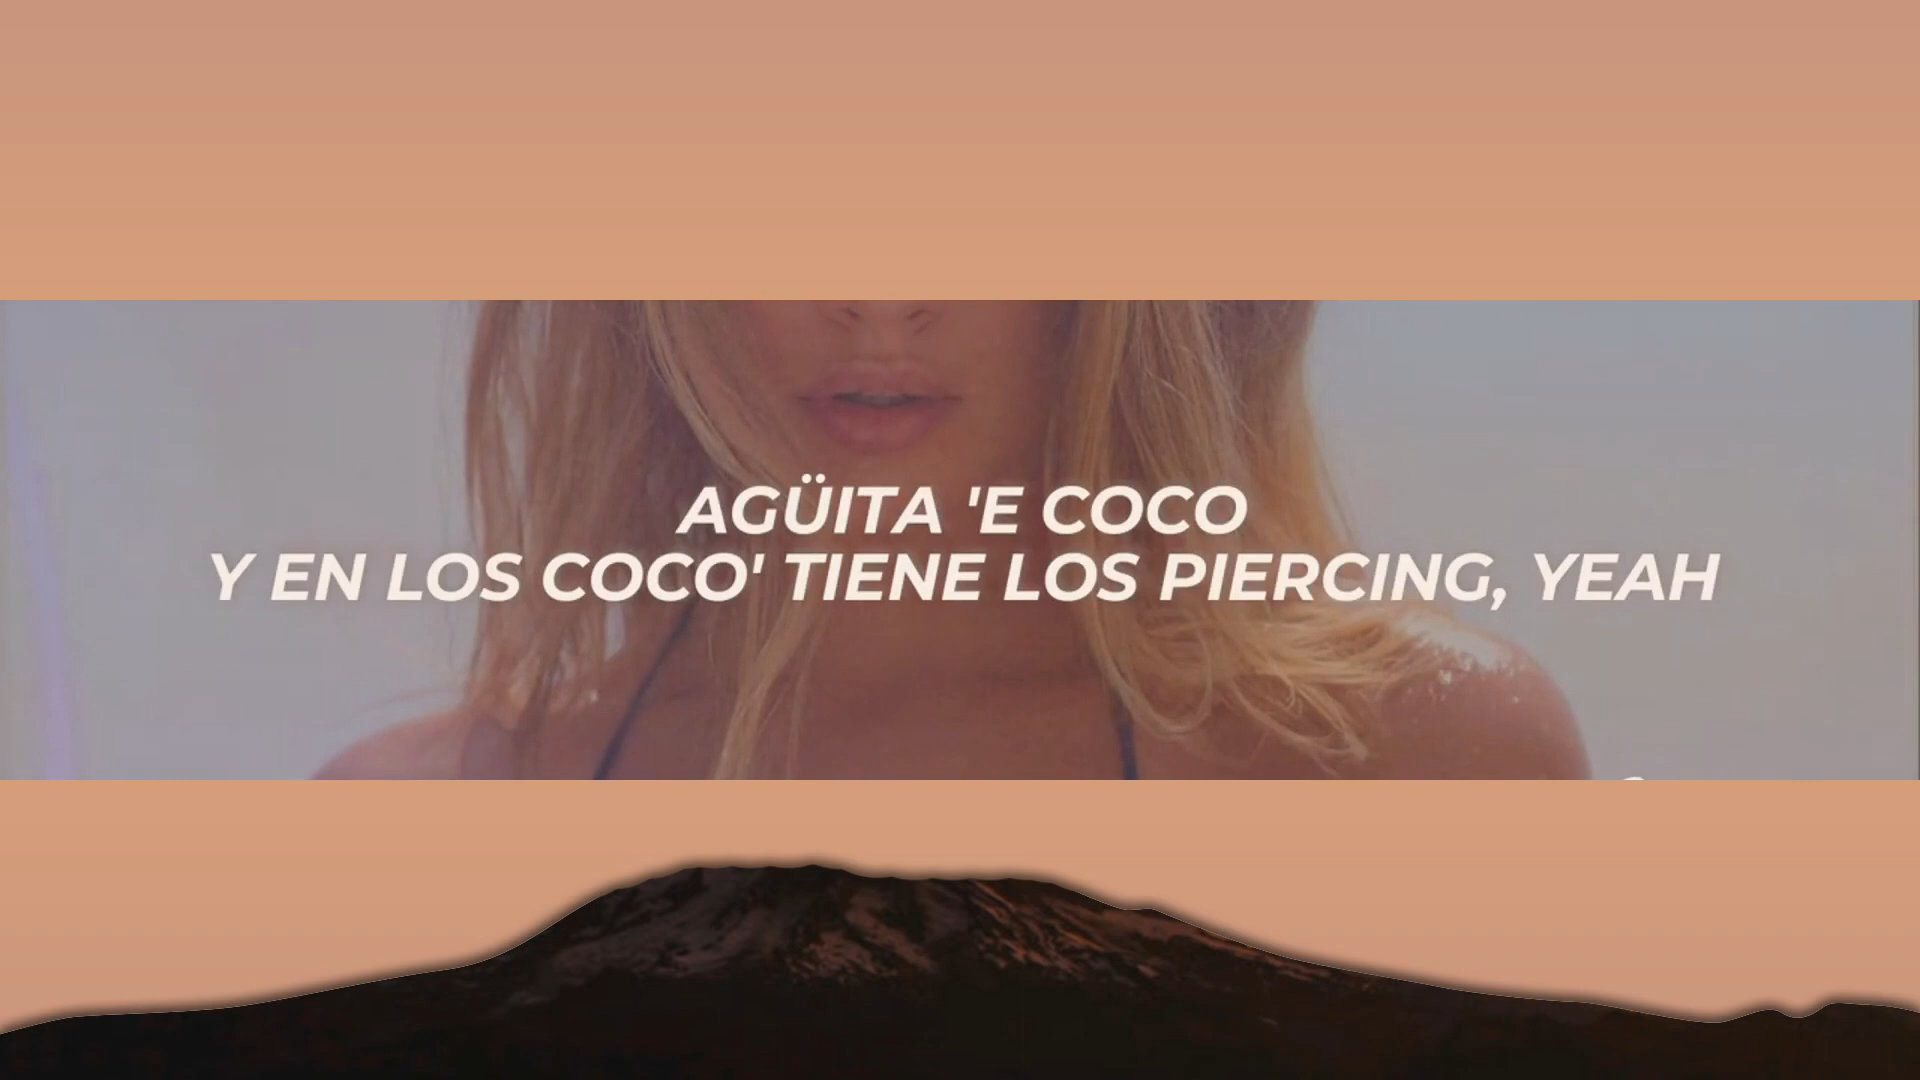 AGÜITA 'E COCO
Y EN LOS COCO' TIENE LOS PIERCING, YEAH